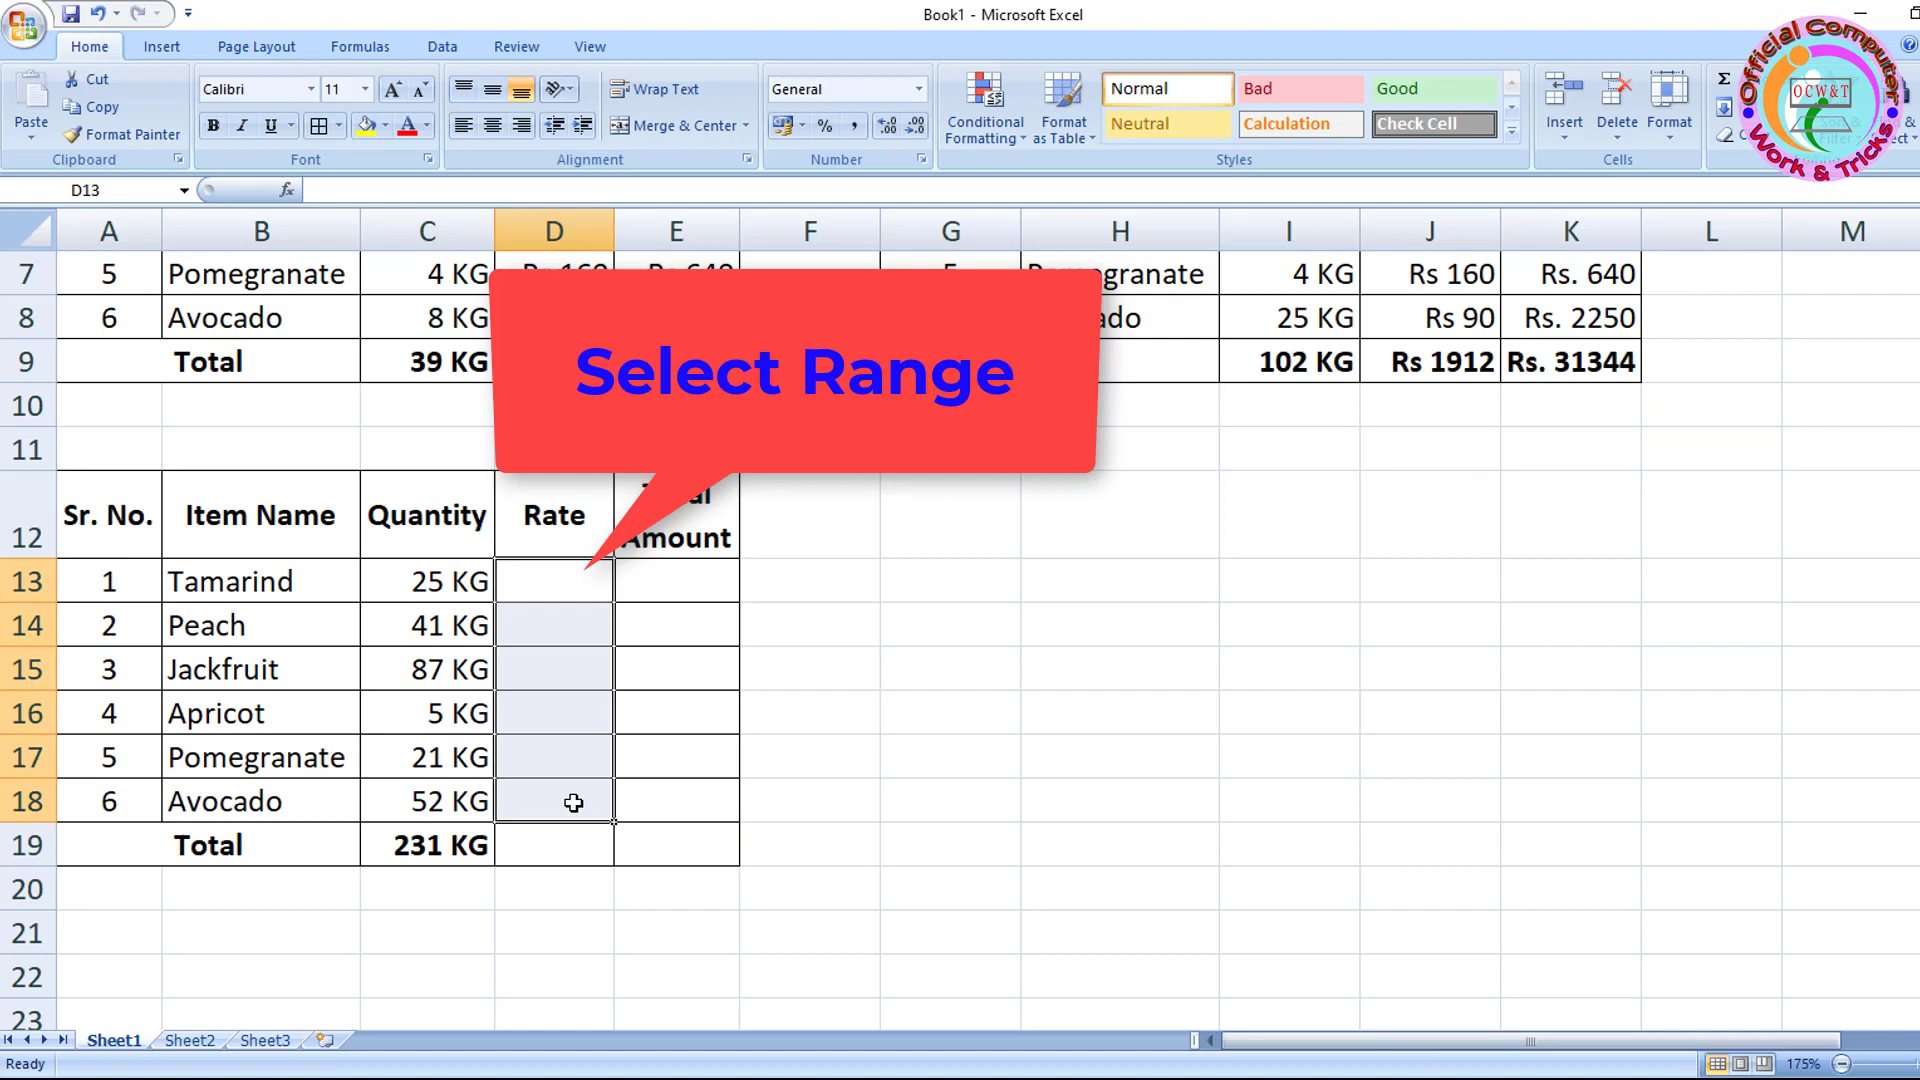 Book1 - Microsoft Excel
Home Insert Page Layout Formulas Data Review View
Official Computer Work & Tricks
OCW&T
Paste
Cut
Copy
Format Painter
Clipboard
Calibri 11
B I U
Font
Wrap Text
Merge & Center
Alignment
General
Number
Conditional Formatting
Format as Table
Normal Bad Good
Neutral Calculation Check Cell
Styles
Insert Delete Format
Cells
D13 fx
A B C D E F G H I J K L M
7 5 Pomegranate 4 KG Rs 160 Rs 640 4 KG Rs 160 Rs. 640
8 6 Avocado 8 KG 25 KG Rs 90 Rs. 2250
9 Total 39 KG 102 KG Rs 1912 Rs. 31344
Select Range
10
11
12 Sr. No. Item Name Quantity Rate Amount
13 1 Tamarind 25 KG
14 2 Peach 41 KG
15 3 Jackfruit 87 KG
16 4 Apricot 5 KG
17 5 Pomegranate 21 KG
18 6 Avocado 52 KG
19 Total 231 KG
20
21
22
23
Sheet1 Sheet2 Sheet3
Ready 175%